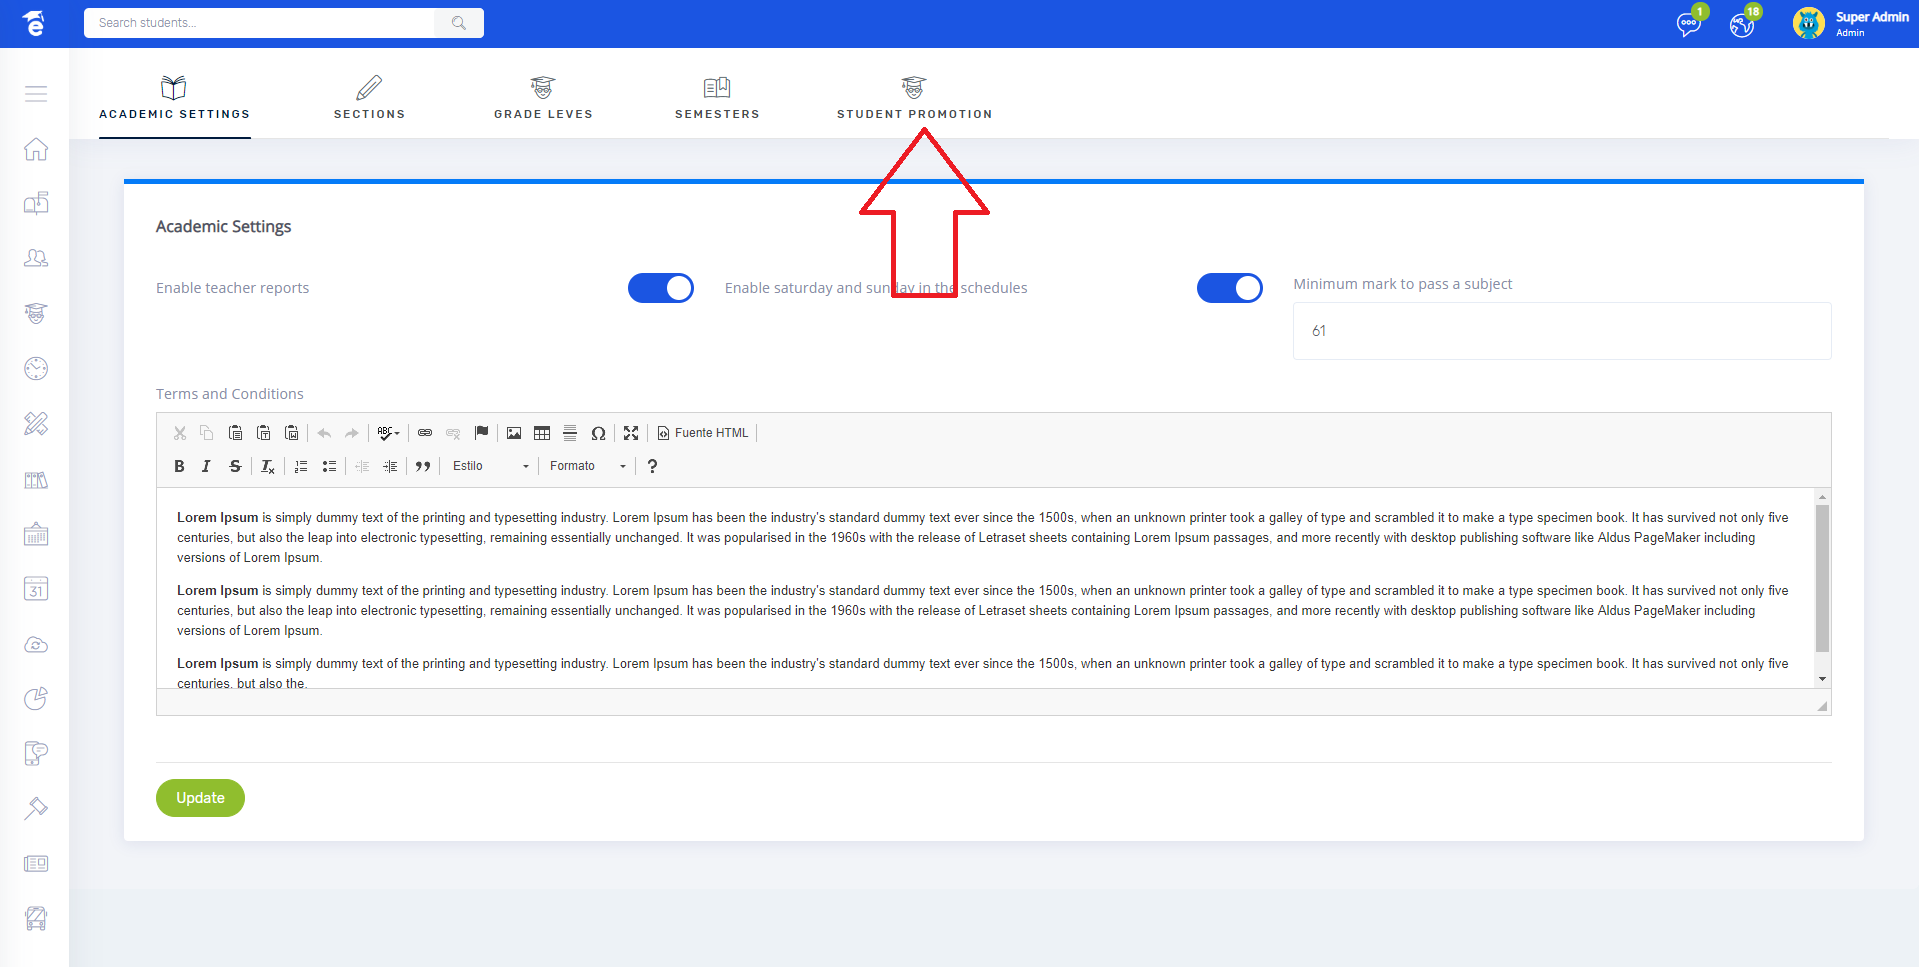 e
Search students...
1
18
Super Admin
Admin
ACADEMIC SETTINGS
SECTIONS
GRADE LEVES
SEMESTERS
STUDENT PROMOTION
Academic Settings
Enable teacher reports
Enable saturday and sunday in the schedules
Minimum mark to pass a subject
61
31
Terms and Conditions
ABC
Fuente HTML
B I S Tx Estilo Formato ?
Lorem Ipsum is simply dummy text of the printing and typesetting industry. Lorem Ipsum has been the industry's standard dummy text ever since the 1500s, when an unknown printer took a galley of type and scrambled it to make a type specimen book. It has survived not only five
centuries, but also the leap into electronic typesetting, remaining essentially unchanged. It was popularised in the 1960s with the release of Letraset sheets containing Lorem Ipsum passages, and more recently with desktop publishing software like Aldus PageMaker including
versions of Lorem Ipsum.
Lorem Ipsum is simply dummy text of the printing and typesetting industry. Lorem Ipsum has been the industry's standard dummy text ever since the 1500s, when an unknown printer took a galley of type and scrambled it to make a type specimen book. It has survived not only five
centuries, but also the leap into electronic typesetting, remaining essentially unchanged. It was popularised in the 1960s with the release of Letraset sheets containing Lorem Ipsum passages, and more recently with desktop publishing software like Aldus PageMaker including
versions of Lorem Ipsum.
Lorem Ipsum is simply dummy text of the printing and typesetting industry. Lorem Ipsum has been the industry's standard dummy text ever since the 1500s, when an unknown printer took a galley of type and scrambled it to make a type specimen book. It has survived not only five
centuries, but also the.
Update